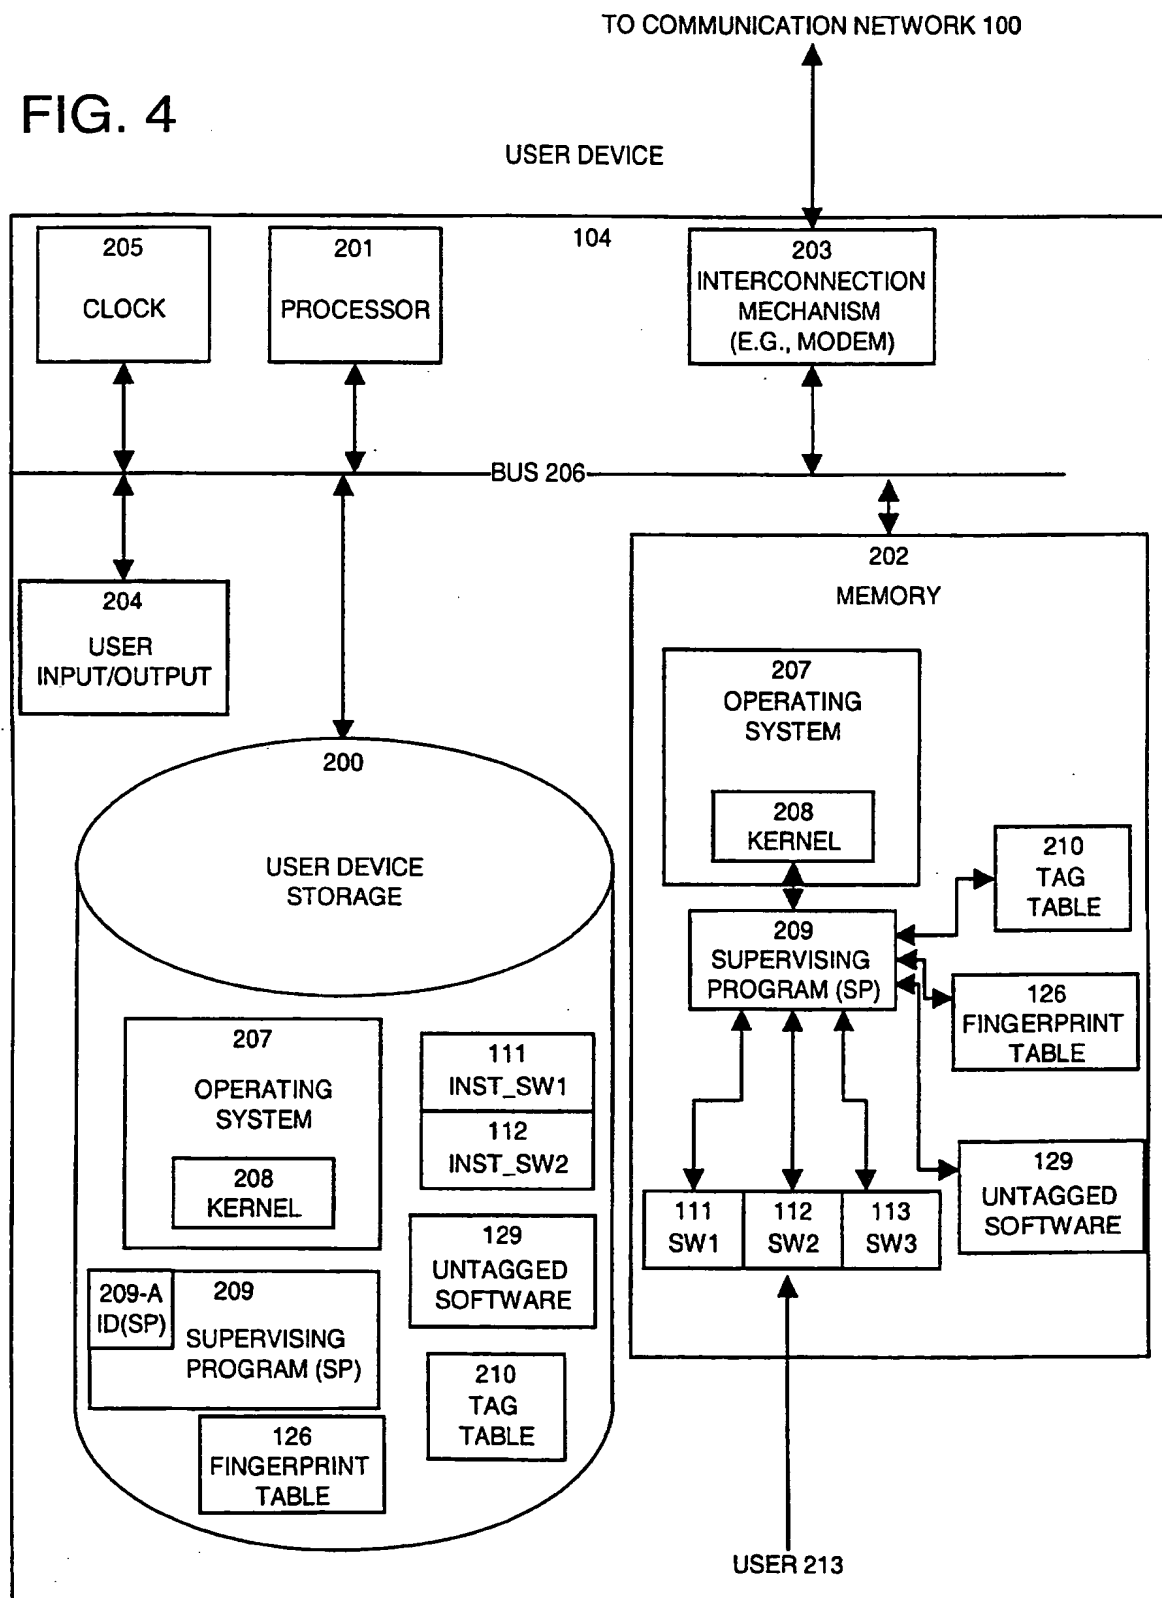 TO COMMUNICATION NETWORK 100
FIG. 4
USER DEVICE
104
205
CLOCK
201
PROCESSOR
203
INTERCONNECTION
MECHANISM
(E.G., MODEM)
BUS 206
204
USER
INPUT/OUTPUT
202
MEMORY
207
OPERATING
SYSTEM
208
KERNEL
209
SUPERVISING
PROGRAM (SP)
210
TAG
TABLE
126
FINGERPRINT
TABLE
129
UNTAGGED
SOFTWARE
111
SW1
112
SW2
113
SW3
200
USER DEVICE
STORAGE
207
OPERATING
SYSTEM
208
KERNEL
111
INST_SW1
112
INST_SW2
129
UNTAGGED
SOFTWARE
209-A
ID(SP)
209
SUPERVISING
PROGRAM (SP)
210
TAG
TABLE
126
FINGERPRINT
TABLE
USER 213